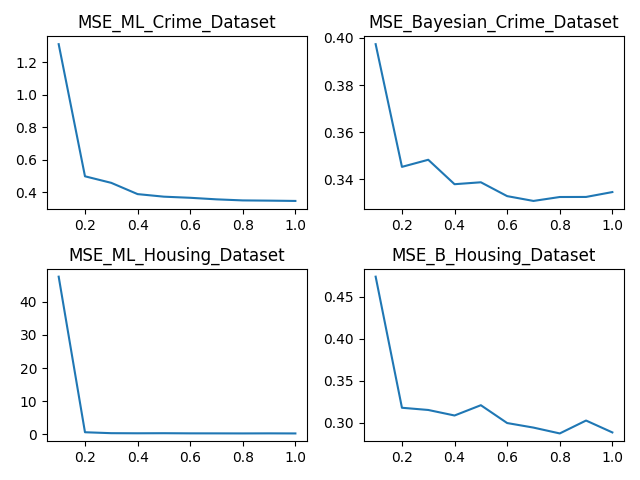 MSE_ML_Crime_Dataset
1.2
1.0
0.8
0.6
0.4
0.2 0.4 0.6 0.8 1.0
MSE_Bayesian_Crime_Dataset
0.40
0.38
0.36
0.34
0.2 0.4 0.6 0.8 1.0
MSE_ML_Housing_Dataset
40
30
20
10
0
0.2 0.4 0.6 0.8 1.0
MSE_B_Housing_Dataset
0.45
0.40
0.35
0.30
0.2 0.4 0.6 0.8 1.0